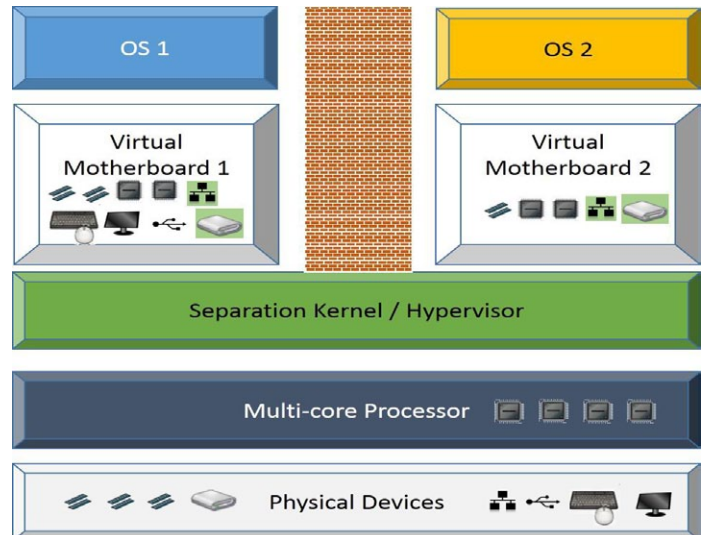 OS 1
OS 2
Virtual
Motherboard 1
Virtual
Motherboard 2
Separation Kernel / Hypervisor
Multi-core Processor
Physical Devices